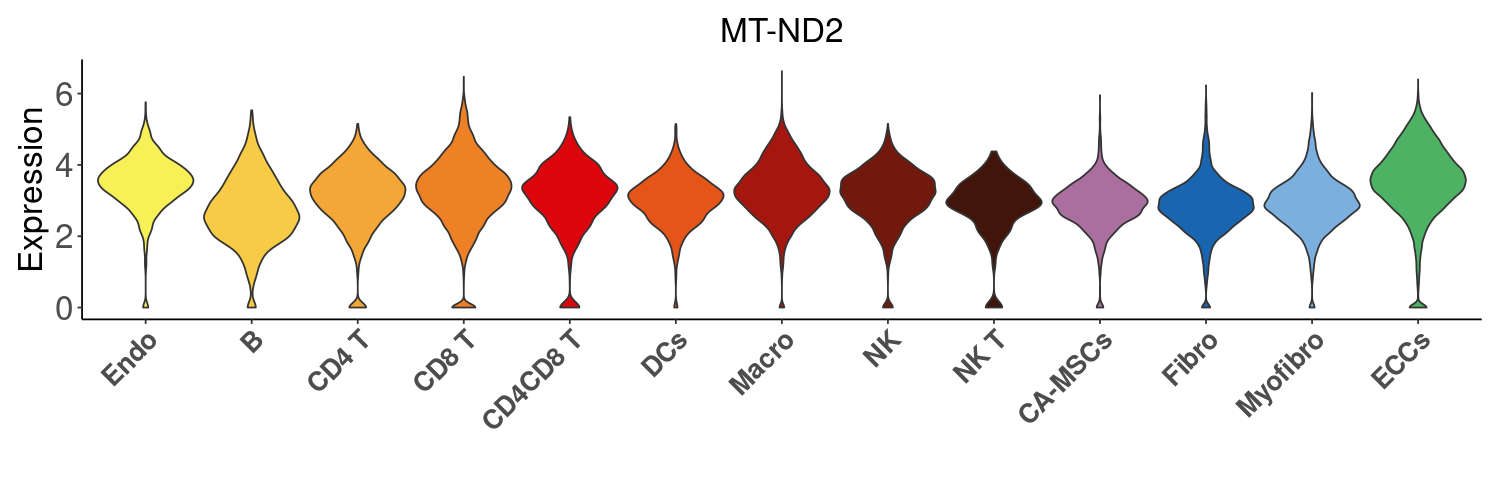 MT-ND2
Expression
6
4
2
0
Endo
B
CD4 T
CD8 T
CD4CD8 T
DCs
Macro
NK
NK T
CA-MSCs
Fibro
Myofibro
ECCs